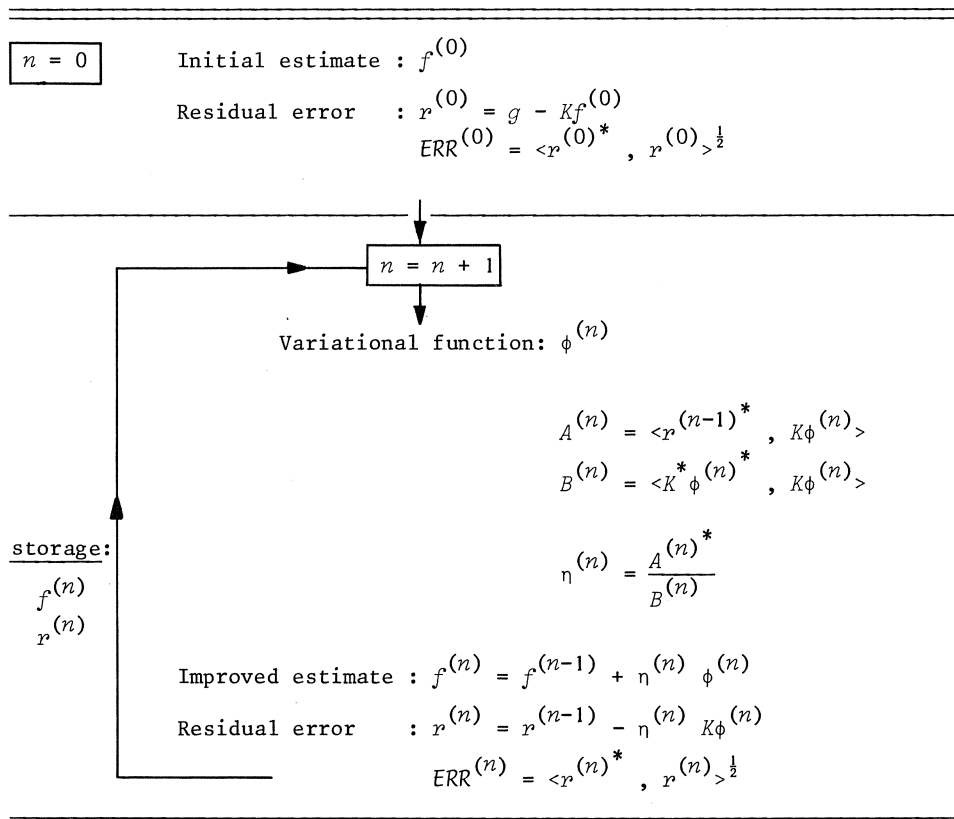 n = 0
Initial estimate : f^(0)
Residual error : r^(0) = g - Kf^(0)
ERR^(0) = <r^(0)* , r^(0)>^½
n = n + 1
Variational function: φ^(n)
A^(n) = <r^(n-1)* , Kφ^(n)>
B^(n) = <K*φ^(n)* , Kφ^(n)>
η^(n) = A^(n)* / B^(n)
storage:
f^(n)
r^(n)
Improved estimate : f^(n) = f^(n-1) + η^(n) φ^(n)
Residual error : r^(n) = r^(n-1) - η^(n) Kφ^(n)
ERR^(n) = <r^(n)* , r^(n)>^½